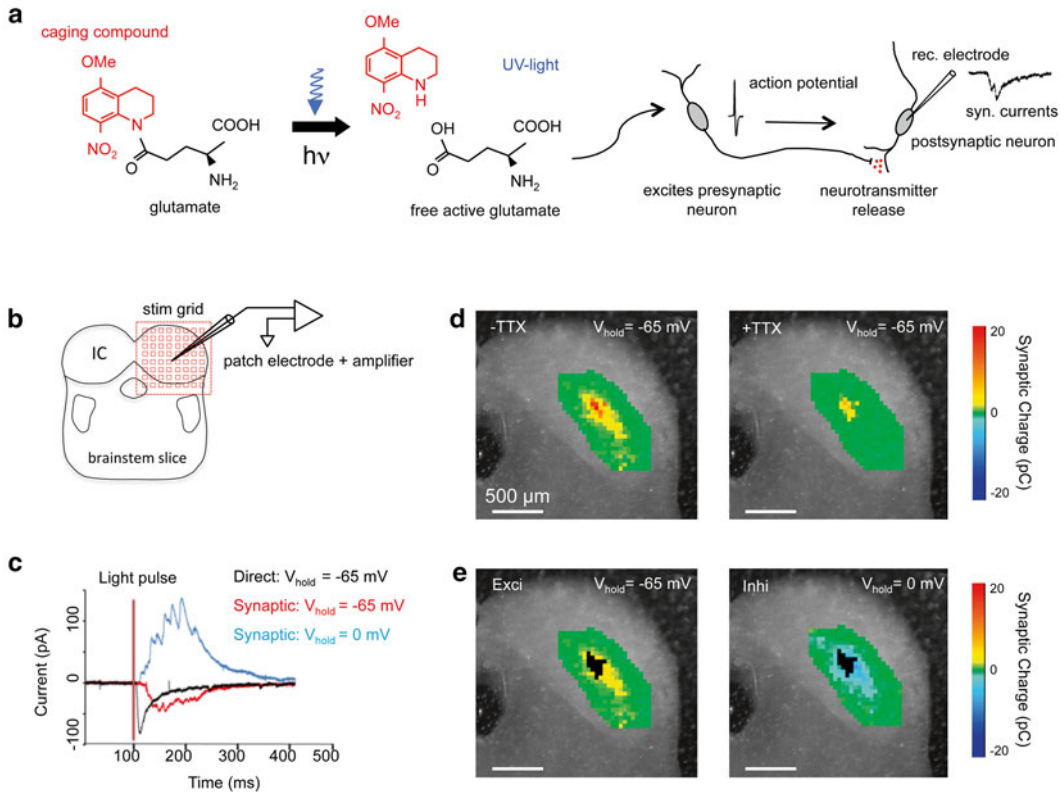 a
caging compound
OMe
NO2
N
O
COOH
NH2
glutamate
hν
OMe
NO2
N
H
UV-light
OH
O
COOH
NH2
free active glutamate
action potential
excites presynaptic
neuron
rec. electrode
syn. currents
postsynaptic neuron
neurotransmitter
release
b
stim grid
IC
patch electrode + amplifier
brainstem slice
c
Light pulse
Direct: Vhold = -65 mV
Synaptic: Vhold = -65 mV
Synaptic: Vhold = 0 mV
Current (pA)
100
0
-100
100
200
300
400
500
Time (ms)
d
-TTX
Vhold= -65 mV
500 µm
+TTX
Vhold= -65 mV
20
10
0
-10
-20
Synaptic Charge (pC)
e
Exci
Vhold= -65 mV
Inhi
Vhold= 0 mV
20
10
0
10
20
Synaptic Charge (pC)